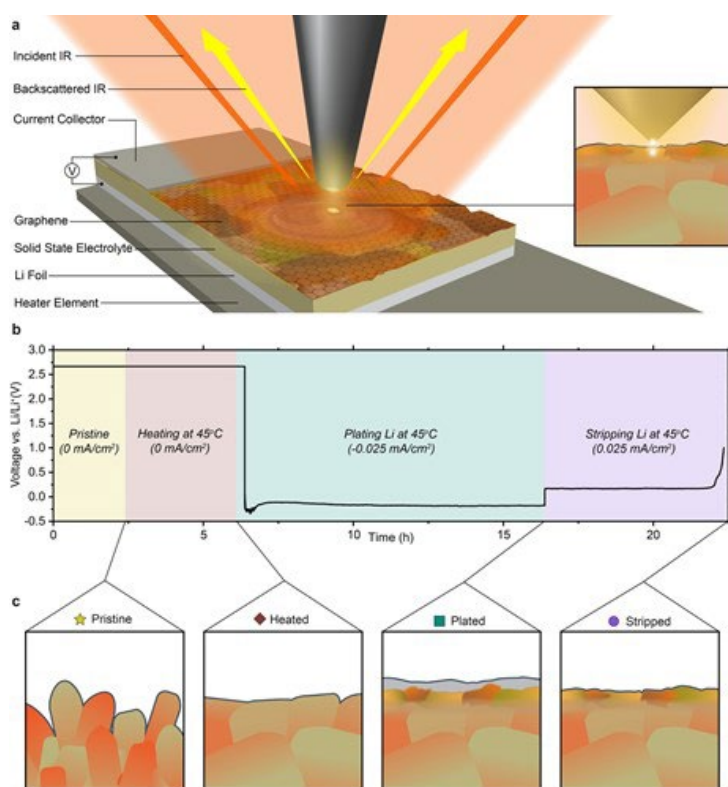 a
Incident IR
Backscattered IR
Current Collector
V
Graphene
Solid State Electrolyte
Li Foil
Heater Element
b
Voltage vs. Li/Li⁺(V)
3.0
2.5
2.0
1.5
1.0
0.5
0.0
-0.5
Pristine
(0 mA/cm²)
Heating at 45°C
(0 mA/cm²)
Plating Li at 45°C
(-0.025 mA/cm²)
Stripping Li at 45°C
(0.025 mA/cm²)
0 5 10 15 20
Time (h)
c
Pristine
Heated
Plated
Stripped